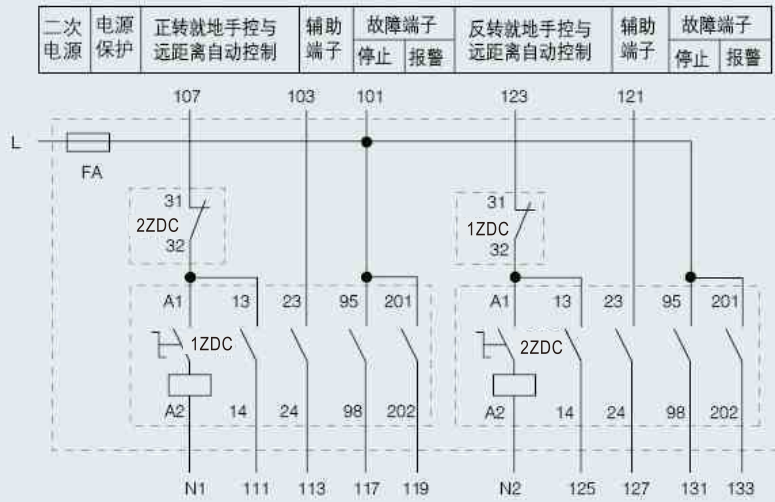 二次 电源 正转就地手控与 辅助 故障端子 反转就地手控与 辅助 故障端子
电源 保护 远距离自动控制 端子 停止 报警 远距离自动控制 端子 停止 报警
107 103 101 123 121
L
FA
31 31
2ZDC 1ZDC
32 32
A1 13 23 95 201 A1 13 23 95 201
1ZDC 2ZDC
A2 14 24 98 202 A2 14 24 98 202
N1 111 113 117 119 N2 125 127 131 133